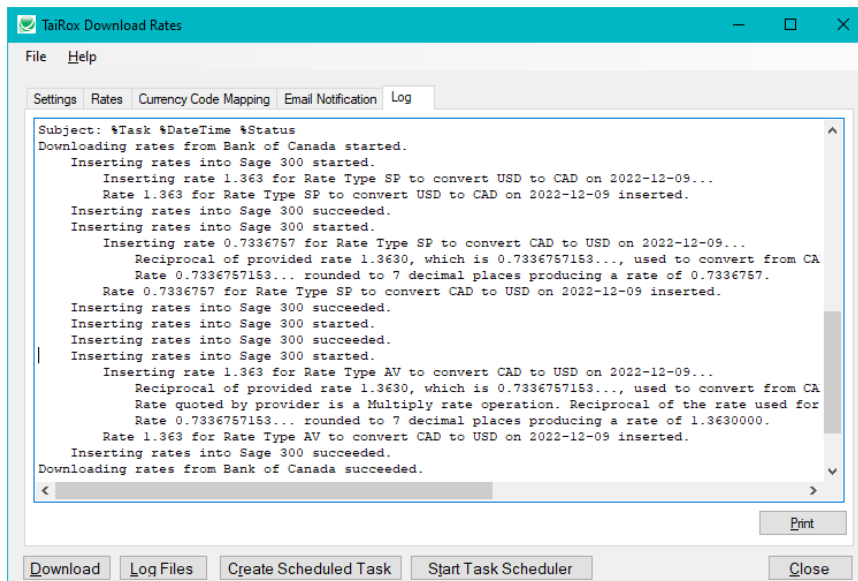 TaiRox Download Rates
File Help
Settings Rates Currency Code Mapping Email Notification Log
Subject: %Task %DateTime %Status
Downloading rates from Bank of Canada started.
Inserting rates into Sage 300 started.
Inserting rate 1.363 for Rate Type SP to convert USD to CAD on 2022-12-09...
Rate 1.363 for Rate Type SP to convert USD to CAD on 2022-12-09 inserted.
Inserting rates into Sage 300 succeeded.
Inserting rates into Sage 300 started.
Inserting rate 0.7336757 for Rate Type SP to convert CAD to USD on 2022-12-09...
Reciprocal of provided rate 1.3630, which is 0.7336757153..., used to convert from CA
Rate 0.7336757153... rounded to 7 decimal places producing a rate of 0.7336757.
Rate 0.7336757 for Rate Type SP to convert CAD to USD on 2022-12-09 inserted.
Inserting rates into Sage 300 succeeded.
Inserting rates into Sage 300 started.
Inserting rates into Sage 300 succeeded.
Inserting rates into Sage 300 started.
Inserting rate 1.363 for Rate Type AV to convert CAD to USD on 2022-12-09...
Reciprocal of provided rate 1.3630, which is 0.7336757153..., used to convert from CA
Rate quoted by provider is a Multiply rate operation. Reciprocal of the rate used for
Rate 0.7336757153... rounded to 7 decimal places producing a rate of 1.3630000.
Rate 1.363 for Rate Type AV to convert CAD to USD on 2022-12-09 inserted.
Inserting rates into Sage 300 succeeded.
Downloading rates from Bank of Canada succeeded.
Print
Download Log Files Create Scheduled Task Start Task Scheduler Close